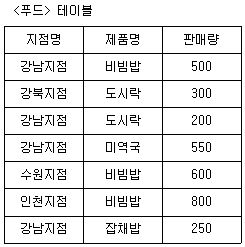 <푸드> 테이블
지점명 제품명 판매량
강남지점 비빔밥 500
강북지점 도시락 300
강남지점 도시락 200
강남지점 미역국 550
수원지점 비빔밥 600
인천지점 비빔밥 800
강남지점 잡채밥 250